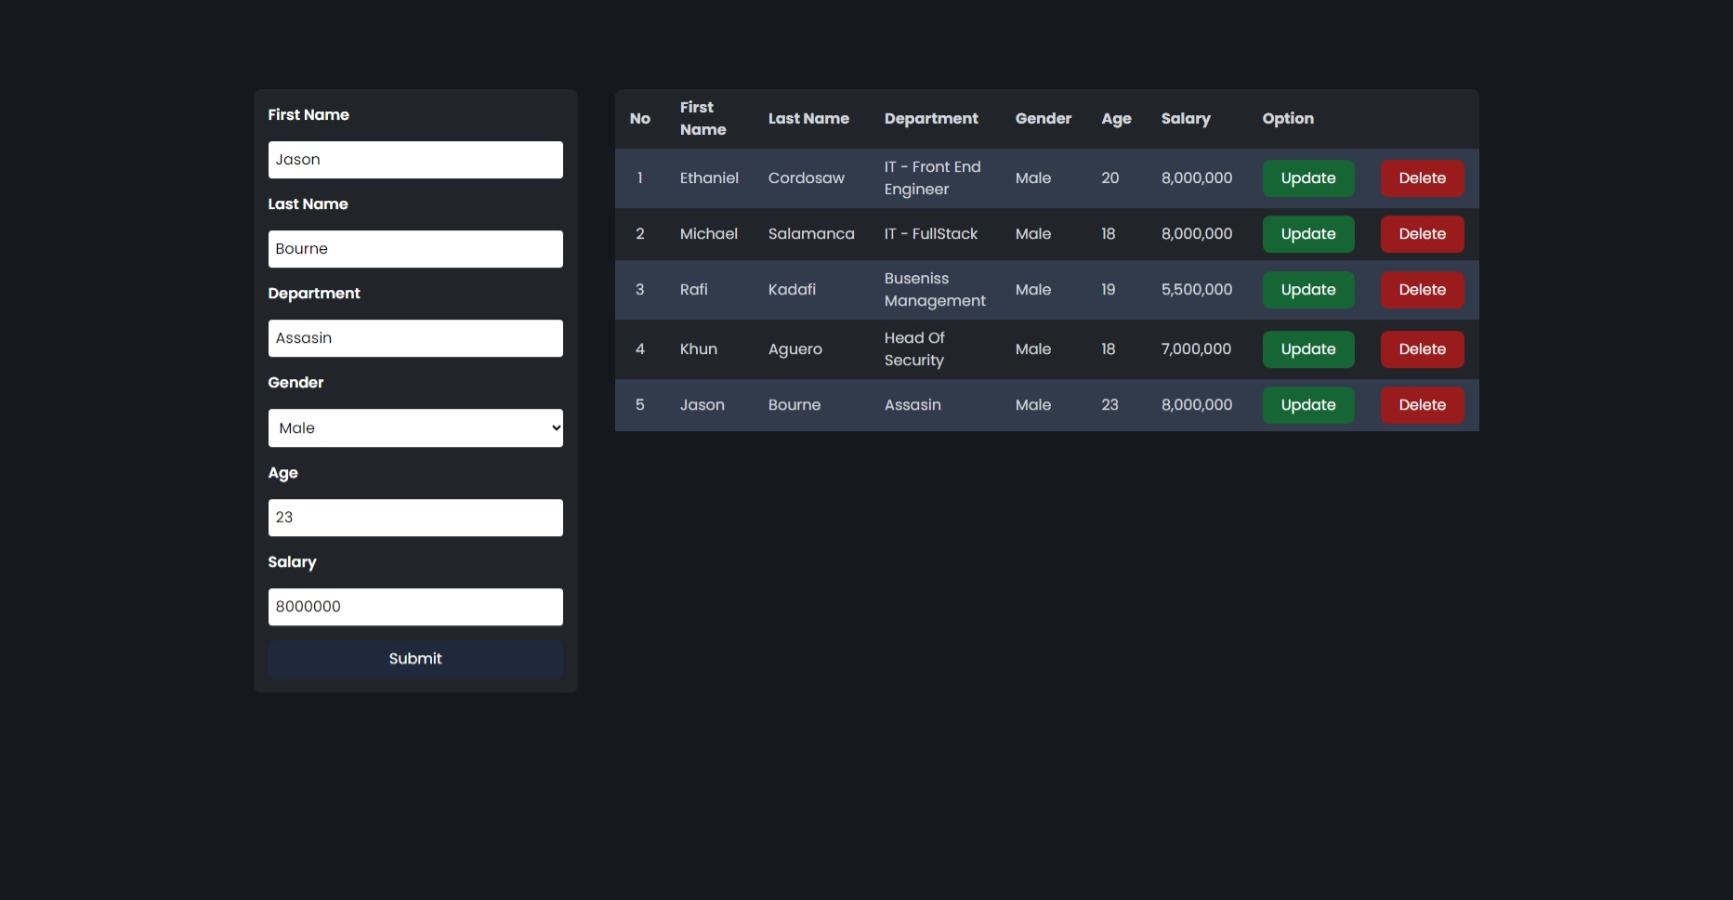 First Name
Jason
Last Name
Bourne
Department
Assasin
Gender
Male
Age
23
Salary
8000000
Submit
No First Name Last Name Department Gender Age Salary Option
1 Ethaniel Cordosaw IT - Front End Engineer Male 20 8,000,000 Update Delete
2 Michael Salamanca IT - FullStack Male 18 8,000,000 Update Delete
3 Rafi Kadafi Buseniss Management Male 19 5,500,000 Update Delete
4 Khun Aguero Head Of Security Male 18 7,000,000 Update Delete
5 Jason Bourne Assasin Male 23 8,000,000 Update Delete